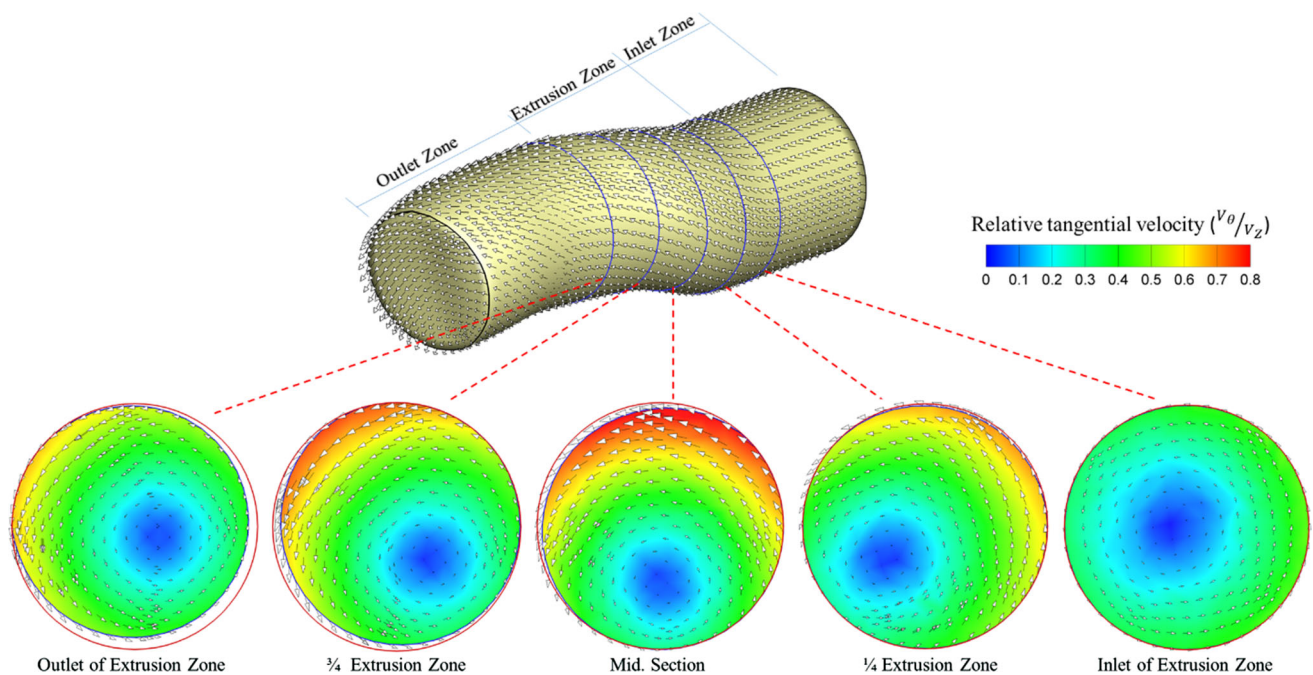 Inlet Zone
Extrusion Zone
Outlet Zone
Relative tangential velocity (Vθ/vZ)
0 0.1 0.2 0.3 0.4 0.5 0.6 0.7 0.8
Outlet of Extrusion Zone
¾ Extrusion Zone
Mid. Section
¼ Extrusion Zone
Inlet of Extrusion Zone